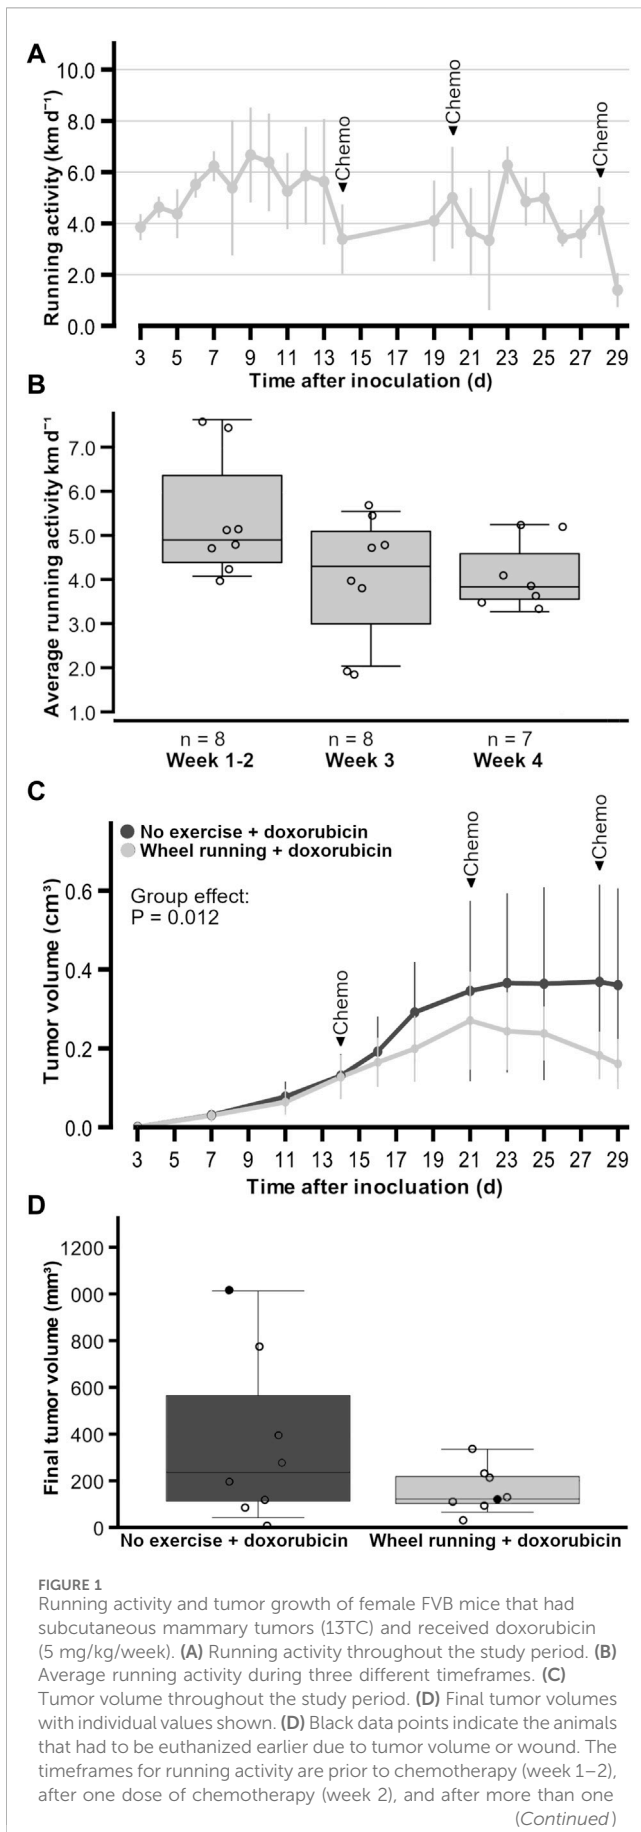 A
Running activity (km d⁻¹)
10.0
8.0
6.0
4.0
2.0
0.0
Chemo
Chemo
Chemo
3 5 7 9 11 13 15 17 19 21 23 25 27 29
Time after inoculation (d)
B
Average running activity km d⁻¹
7.0
6.0
5.0
4.0
3.0
2.0
1.0
n = 8 n = 8 n = 7
Week 1-2 Week 3 Week 4
C
Tumor volume (cm³)
No exercise + doxorubicin
Wheel running + doxorubicin
Group effect:
P = 0.012
0.6
0.4
0.2
0.0
Chemo
Chemo
Chemo
3 5 7 9 11 13 14 15 17 19 21 23 25 27 29
Time after inocluation (d)
D
Final tumor volume (mm³)
1200
000
800
600
400
200
0
No exercise + doxorubicin Wheel running + doxorubicin
FIGURE 1
Running activity and tumor growth of female FVB mice that had
subcutaneous mammary tumors (13TC) and received doxorubicin
(5 mg/kg/week). (A) Running activity throughout the study period. (B)
Average running activity during three different timeframes. (C)
Tumor volume throughout the study period. (D) Final tumor volumes
with individual values shown. (D) Black data points indicate the animals
that had to be euthanized earlier due to tumor volume or wound. The
timeframes for running activity are prior to chemotherapy (week 1–2),
after one dose of chemotherapy (week 2), and after more than one
(Continued)